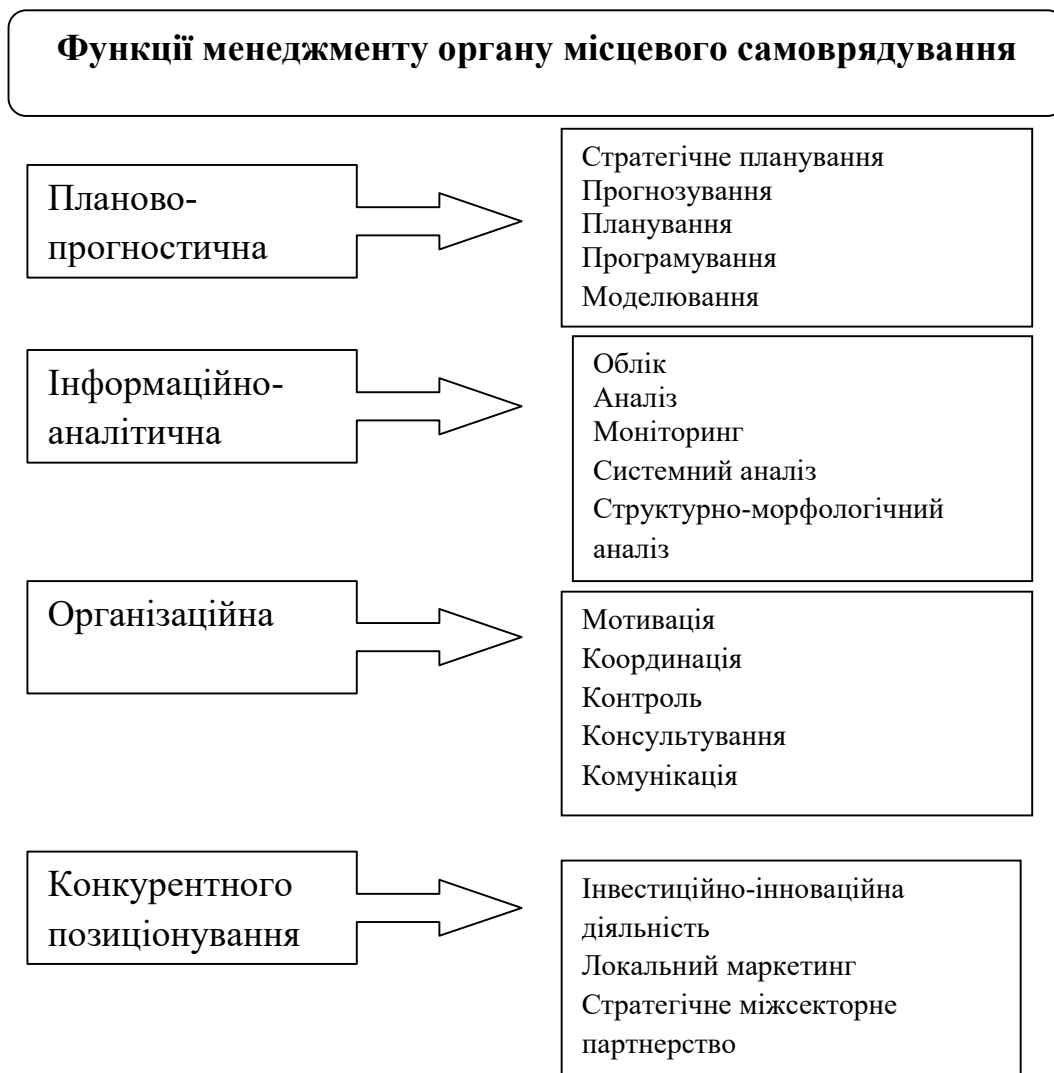 Функції менеджменту органу місцевого самоврядування
Планово-
прогностична
Стратегічне планування
Прогнозування
Планування
Програмування
Моделювання
Інформаційно-
аналітична
Облік
Аналіз
Моніторинг
Системний аналіз
Структурно-морфологічний
аналіз
Організаційна
Мотивація
Координація
Контроль
Консультування
Комунікація
Конкурентного
позиціонування
Інвестиційно-інноваційна
діяльність
Локальний маркетинг
Стратегічне міжсекторне
партнерство